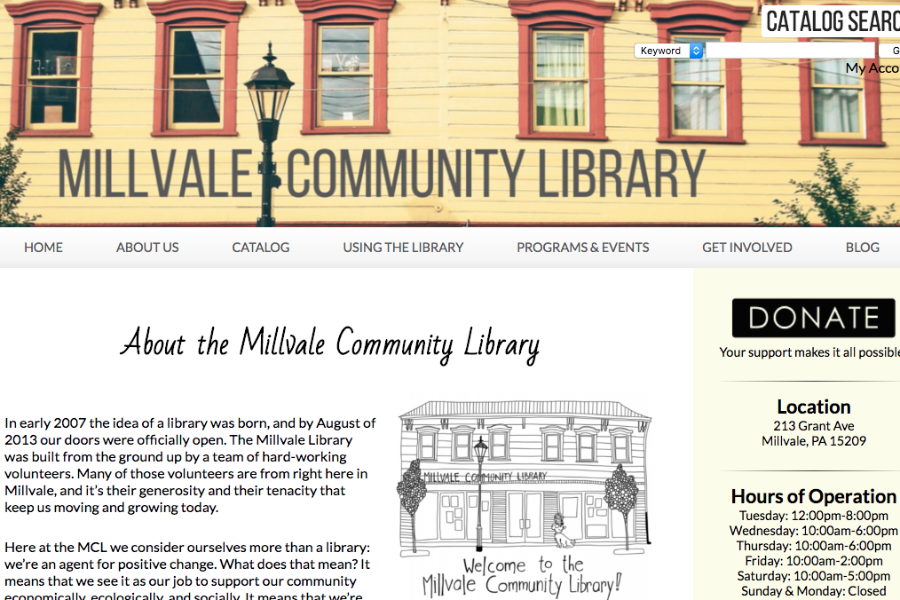 CATALOG SEARC
Keyword
G
My Acco
MILLVALE COMMUNITY LIBRARY
HOME ABOUT US CATALOG USING THE LIBRARY PROGRAMS & EVENTS GET INVOLVED BLOG
About the Millvale Community Library
In early 2007 the idea of a library was born, and by August of
2013 our doors were officially open. The Millvale Library
was built from the ground up by a team of hard-working
volunteers. Many of those volunteers are from right here in
Millvale, and it's their generosity and their tenacity that
keep us moving and growing today.
Here at the MCL we consider ourselves more than a library:
we're an agent for positive change. What does that mean? It
means that we see it as our job to support our community
economically, ecologically, and socially. It means that we're
MILLVALE COMMUNITY LIBRARY
Welcome to the
Millvale Community Library!
DONATE
Your support makes it all possible
Location
213 Grant Ave
Millvale, PA 15209
Hours of Operation
Tuesday: 12:00pm-8:00pm
Wednesday: 10:00am-6:00pm
Thursday: 10:00am-6:00pm
Friday: 10:00am-2:00pm
Saturday: 10:00am-5:00pm
Sunday & Monday: Closed